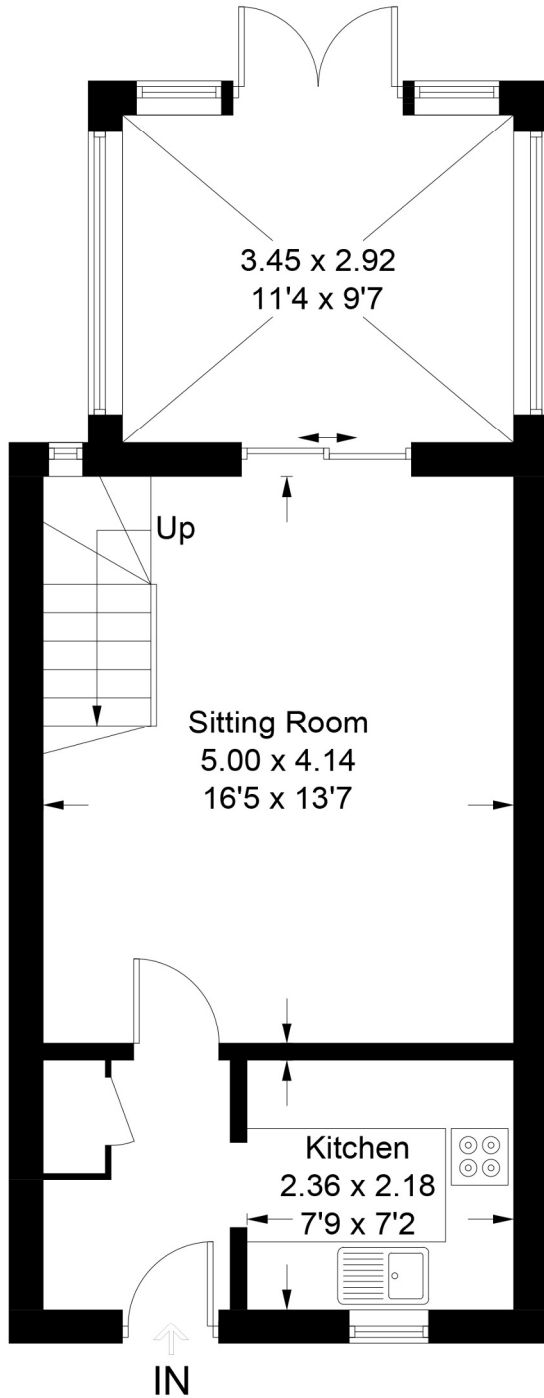 3.45 x 2.92
11'4 x 9'7
Up
Sitting Room
5.00 x 4.14
16'5 x 13'7
Kitchen
2.36 x 2.18
7'9 x 7'2
IN